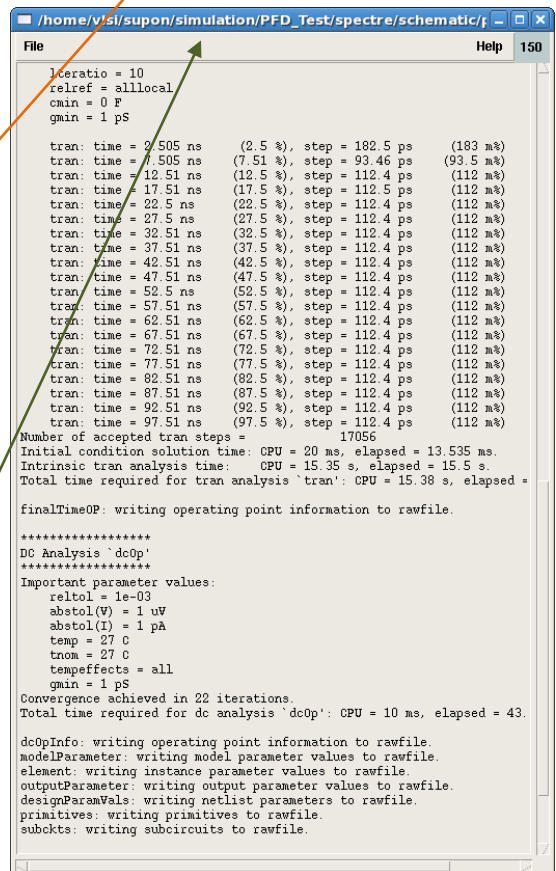 /home/vlsi/supon/simulation/PFD_Test/spectre/schematic/p
File Help 150
lteratio = 10
relref = alllocal
cmin = 0 F
gmin = 1 pS
tran: time = 2.505 ns (2.5 %), step = 182.5 ps (183 m%)
tran: time = 7.505 ns (7.51 %), step = 93.46 ps (93.5 m%)
tran: time = 12.51 ns (12.5 %), step = 112.4 ps (112 m%)
tran: time = 17.51 ns (17.5 %), step = 112.5 ps (112 m%)
tran: time = 22.5 ns (22.5 %), step = 112.4 ps (112 m%)
tran: time = 27.5 ns (27.5 %), step = 112.4 ps (112 m%)
tran: time = 32.51 ns (32.5 %), step = 112.4 ps (112 m%)
tran: time = 37.51 ns (37.5 %), step = 112.4 ps (112 m%)
tran: time = 42.51 ns (42.5 %), step = 112.4 ps (112 m%)
tran: time = 47.51 ns (47.5 %), step = 112.4 ps (112 m%)
tran: time = 52.5 ns (52.5 %), step = 112.4 ps (112 m%)
tran: time = 57.51 ns (57.5 %), step = 112.4 ps (112 m%)
tran: time = 62.51 ns (62.5 %), step = 112.4 ps (112 m%)
tran: time = 67.51 ns (67.5 %), step = 112.4 ps (112 m%)
tran: time = 72.51 ns (72.5 %), step = 112.4 ps (112 m%)
tran: time = 77.51 ns (77.5 %), step = 112.4 ps (112 m%)
tran: time = 82.51 ns (82.5 %), step = 112.4 ps (112 m%)
tran: time = 87.51 ns (87.5 %), step = 112.4 ps (112 m%)
tran: time = 92.51 ns (92.5 %), step = 112.4 ps (112 m%)
tran: time = 97.51 ns (97.5 %), step = 112.4 ps (112 m%)
Number of accepted tran steps = 17056
Initial condition solution time: CPU = 20 ms, elapsed = 13.535 ms.
Intrinsic tran analysis time: CPU = 15.35 s, elapsed = 15.5 s.
Total time required for tran analysis `tran': CPU = 15.38 s, elapsed =
finalTimeOP: writing operating point information to rawfile.
******************
DC Analysis `dcOp'
******************
Important parameter values:
reltol = 1e-03
abstol(V) = 1 uV
abstol(I) = 1 pA
temp = 27 C
tnom = 27 C
tempeffects = all
gmin = 1 pS
Convergence achieved in 22 iterations.
Total time required for dc analysis `dcOp': CPU = 10 ms, elapsed = 43.
dcOpInfo: writing operating point information to rawfile.
modelParameter: writing model parameter values to rawfile.
element: writing instance parameter values to rawfile.
outputParameter: writing output parameter values to rawfile.
designParamVals: writing netlist parameters to rawfile.
primitives: writing primitives to rawfile.
subckts: writing subcircuits to rawfile.